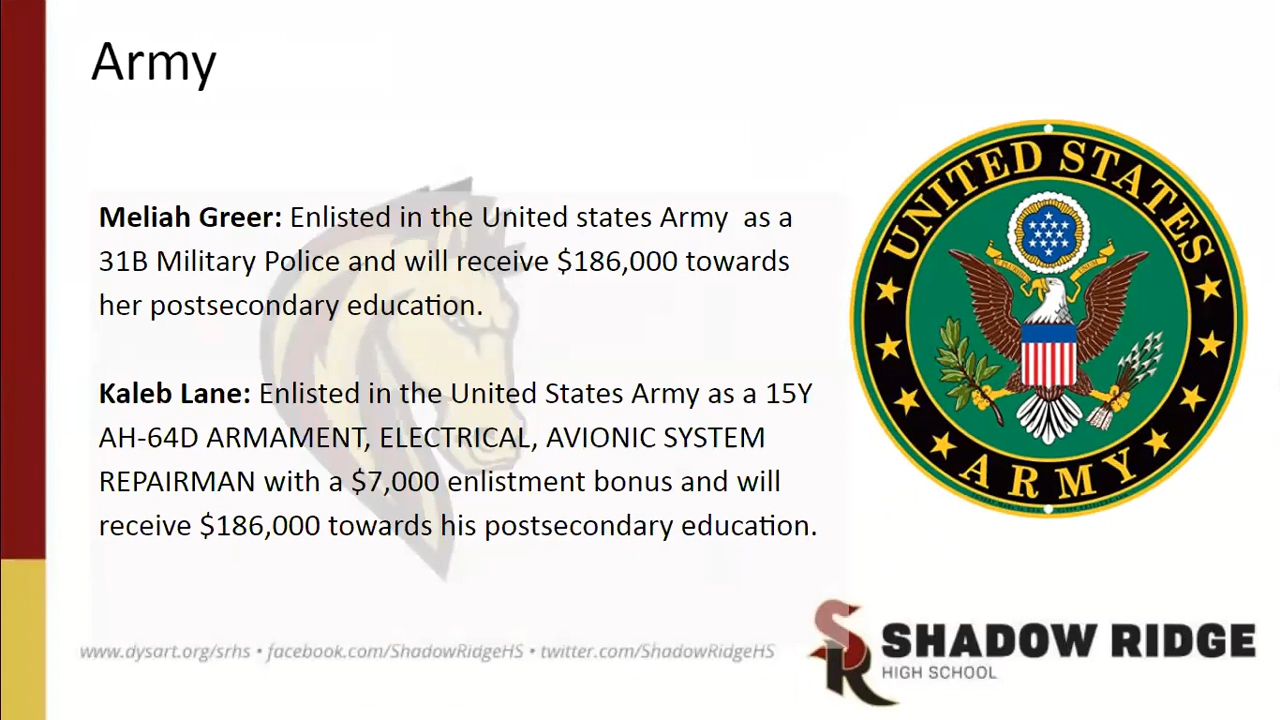 Army
Meliah Greer: Enlisted in the United states Army  as a
31B Military Police and will receive $186,000 towards
her postsecondary education.
Kaleb Lane: Enlisted in the United States Army as a 15Y
AH-64D ARMAMENT, ELECTRICAL, AVIONIC SYSTEM
REPAIRMAN with a $7,000 enlistment bonus and will
receive $186,000 towards his postsecondary education.
UNITED STATES
ARMY
www.dysart.org/srhs • facebook.com/ShadowRidgeHS • twitter.com/ShadowRidgeHS
SR
SHADOW RIDGE
HIGH SCHOOL